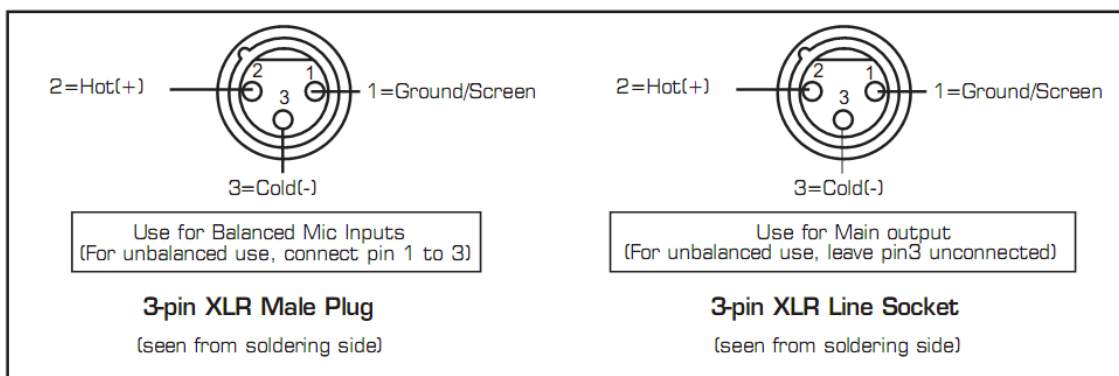 2 1
2=Hot(+) 1=Ground/Screen
3
3=Cold(-)
Use for Balanced Mic Inputs
(For unbalanced use, connect pin 1 to 3)
3-pin XLR Male Plug
(seen from soldering side)
2 1
2=Hot(+) 1=Ground/Screen
3
3=Cold(-)
Use for Main output
(For unbalanced use, leave pin3 unconnected)
3-pin XLR Line Socket
(seen from soldering side)